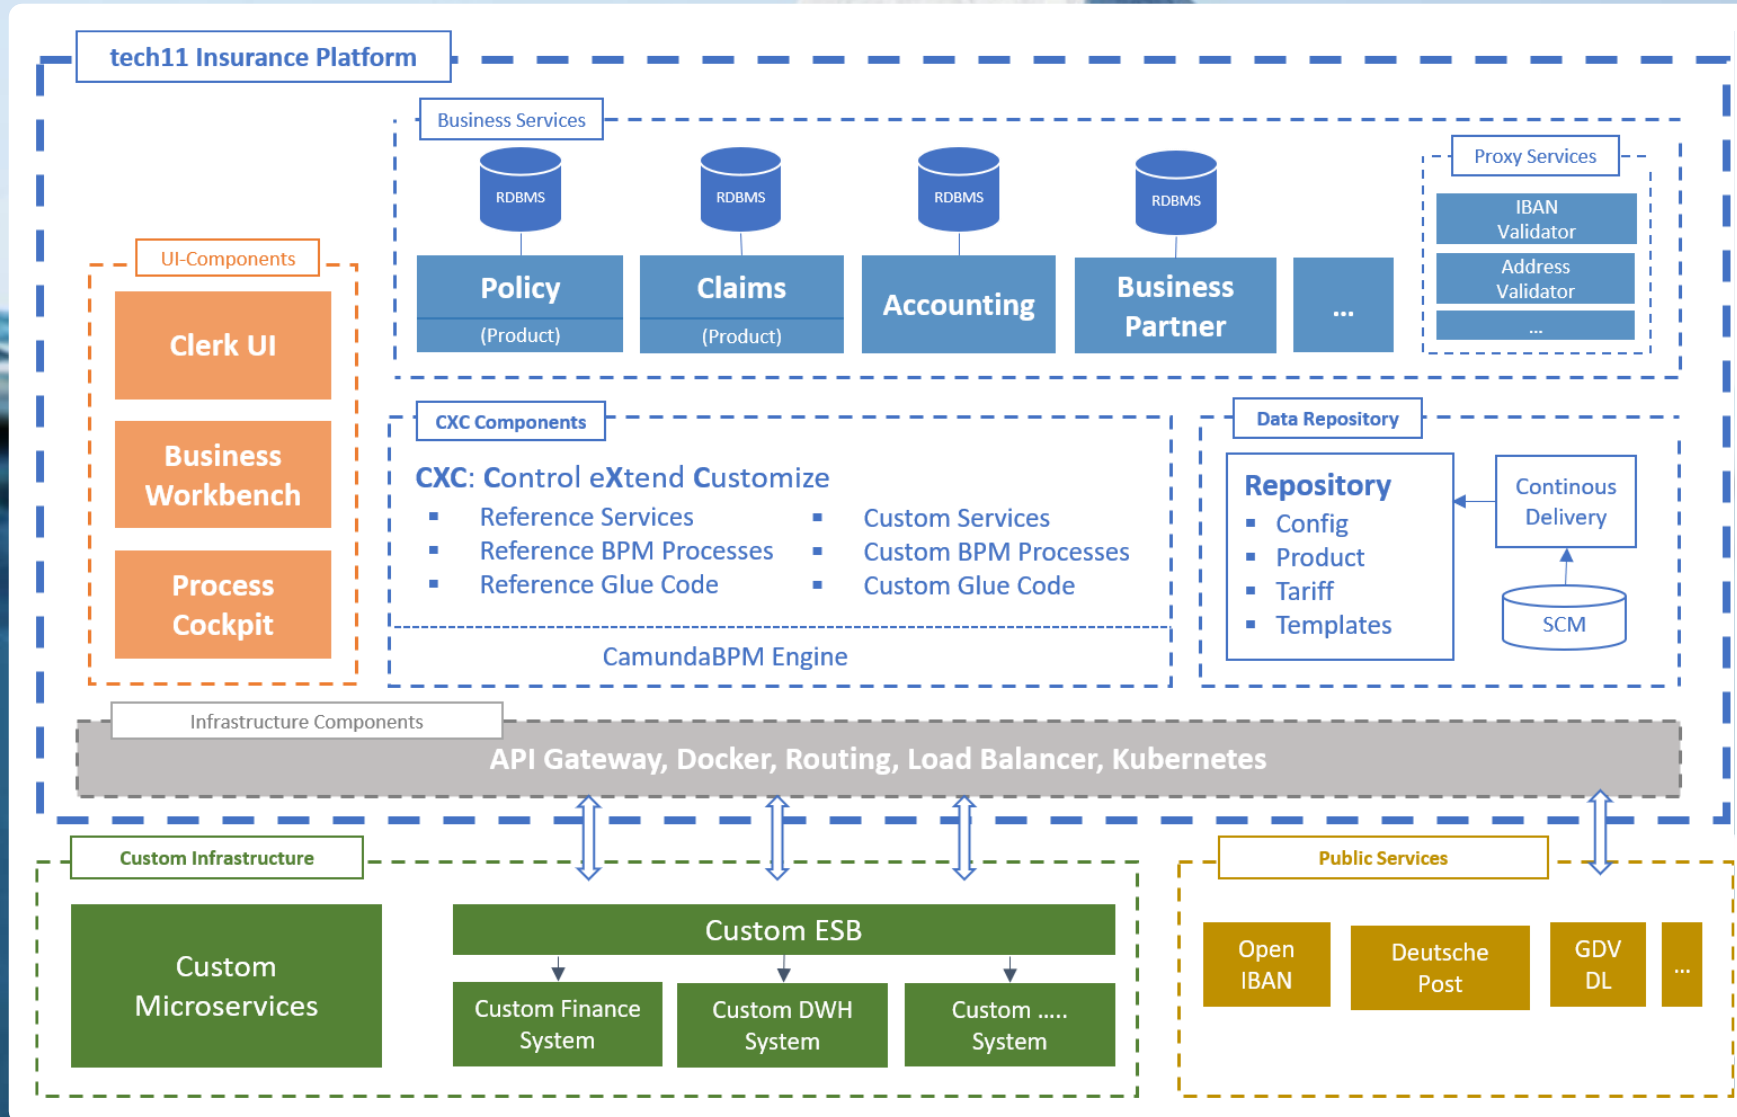 tech11 Insurance Platform
Business Services
RDBMS
RDBMS
RDBMS
RDBMS
Policy
(Product)
Claims
(Product)
Accounting
Business
Partner
...
Proxy Services
IBAN
Validator
Address
Validator
...
UI-Components
Clerk UI
Business
Workbench
Process
Cockpit
CXC Components
CXC: Control eXtend Customize
▪ Reference Services
▪ Reference BPM Processes
▪ Reference Glue Code
▪ Custom Services
▪ Custom BPM Processes
▪ Custom Glue Code
CamundaBPM Engine
Data Repository
Repository
▪ Config
▪ Product
▪ Tariff
▪ Templates
Continous
Delivery
SCM
Infrastructure Components
API Gateway, Docker, Routing, Load Balancer, Kubernetes
Custom Infrastructure
Custom
Microservices
Custom ESB
Custom Finance
System
Custom DWH
System
Custom .....
System
Public Services
Open
IBAN
Deutsche
Post
GDV
DL
...